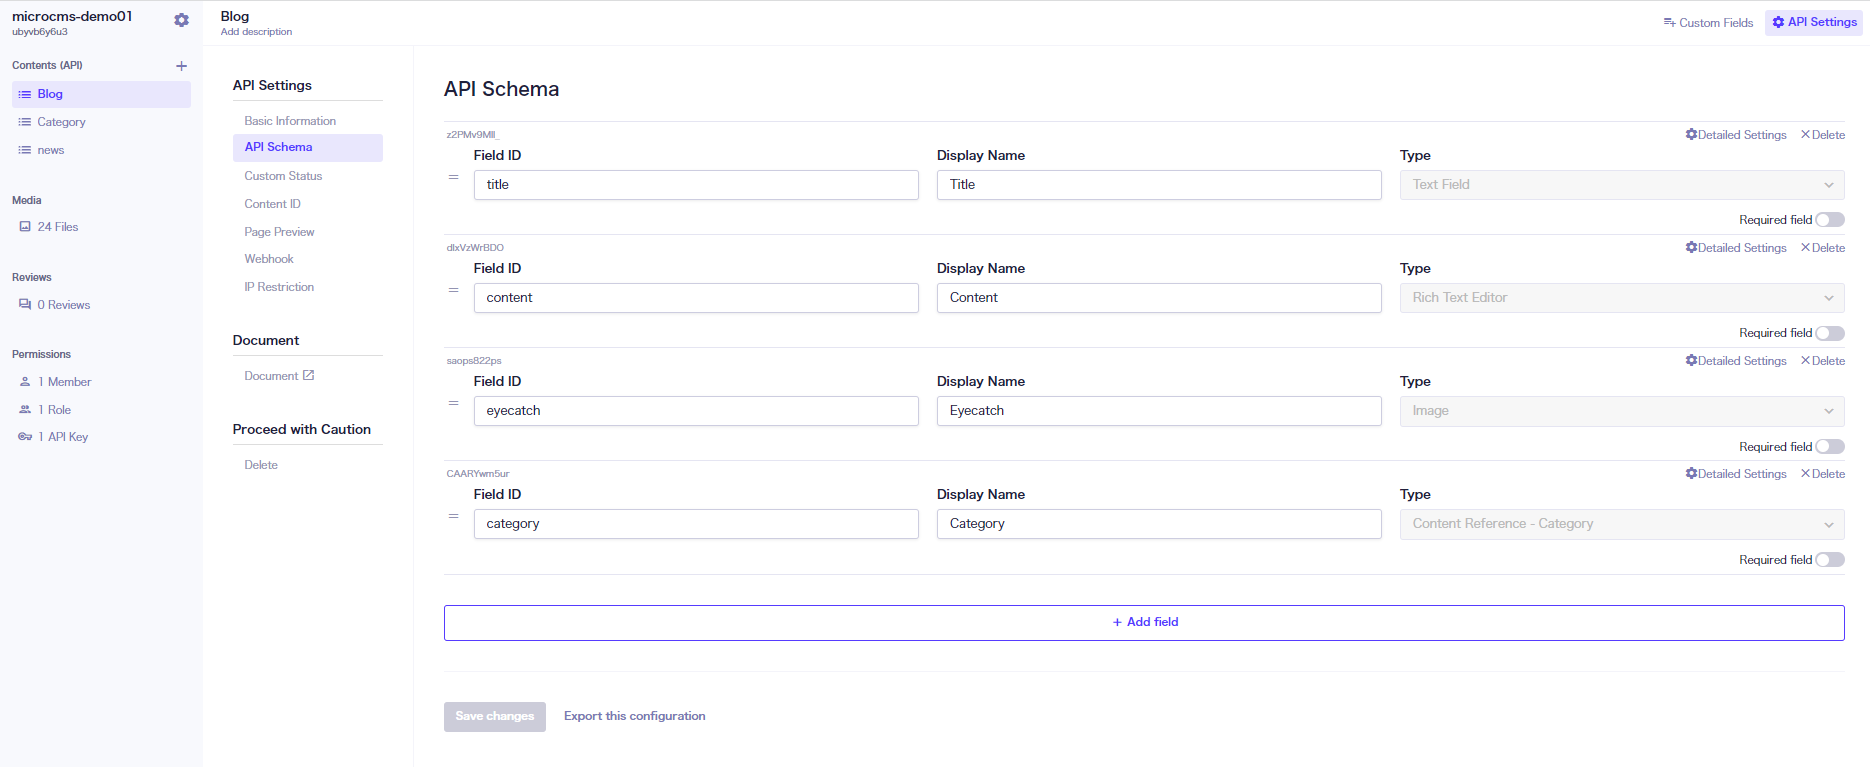 microcms-demo01
ubyvb6y6u3
Contents (API)
Blog
Category
news
Media
24 Files
Reviews
0 Reviews
Permissions
1 Member
1 Role
1 API Key
Blog
Add description
Custom Fields
API Settings
API Settings
Basic Information
API Schema
Custom Status
Content ID
Page Preview
Webhook
IP Restriction
Document
Document
Proceed with Caution
Delete
API Schema
Detailed Settings Delete
Field ID Display Name Type
title Title Text Field
Required field
Detailed Settings Delete
Field ID Display Name Type
content Content Rich Text Editor
Required field
saops822ps Detailed Settings Delete
Field ID Display Name Type
eyecatch Eyecatch Image
Required field
CAARYwm5ur Detailed Settings Delete
Field ID Display Name Type
category Category Content Reference - Category
Required field
+ Add field
Save changes Export this configuration